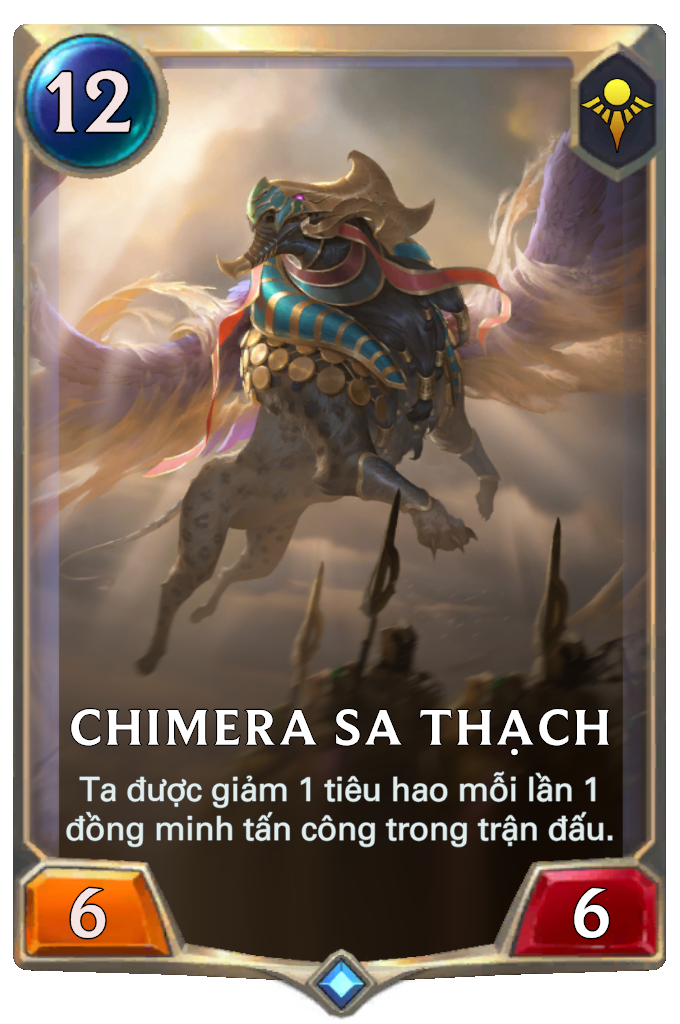 12
CHIMERA SA THẠCH
Ta được giảm 1 tiêu hao mỗi lần 1
đồng minh tấn công trong trận đấu.
6
6